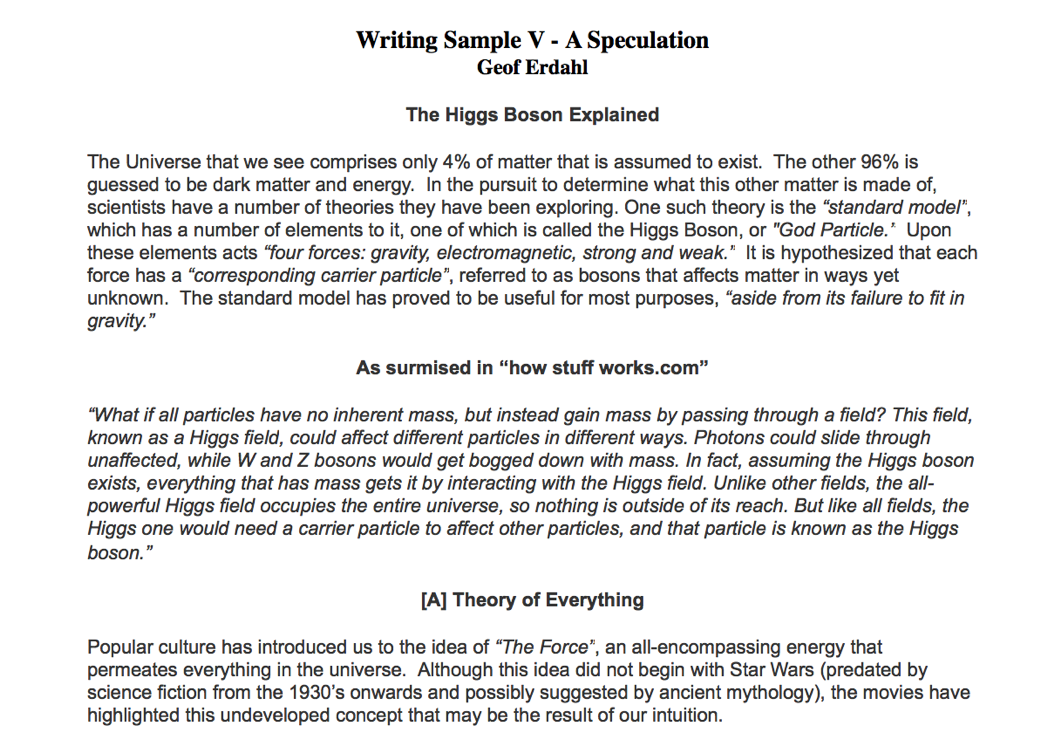 Writing Sample V - A Speculation
Geof Erdahl
The Higgs Boson Explained
The Universe that we see comprises only 4% of matter that is assumed to exist.  The other 96% is
guessed to be dark matter and energy.  In the pursuit to determine what this other matter is made of,
scientists have a number of theories they have been exploring. One such theory is the “standard model”,
which has a number of elements to it, one of which is called the Higgs Boson, or "God Particle.’  Upon
these elements acts “four forces: gravity, electromagnetic, strong and weak.”  It is hypothesized that each
force has a “corresponding carrier particle”, referred to as bosons that affects matter in ways yet
unknown.  The standard model has proved to be useful for most purposes, “aside from its failure to fit in
gravity.”
As surmised in “how stuff works.com”
“What if all particles have no inherent mass, but instead gain mass by passing through a field? This field,
known as a Higgs field, could affect different particles in different ways. Photons could slide through
unaffected, while W and Z bosons would get bogged down with mass. In fact, assuming the Higgs boson
exists, everything that has mass gets it by interacting with the Higgs field. Unlike other fields, the all-
powerful Higgs field occupies the entire universe, so nothing is outside of its reach. But like all fields, the
Higgs one would need a carrier particle to affect other particles, and that particle is known as the Higgs
boson.”
[A] Theory of Everything
Popular culture has introduced us to the idea of “The Force”, an all-encompassing energy that
permeates everything in the universe.  Although this idea did not begin with Star Wars (predated by
science fiction from the 1930’s onwards and possibly suggested by ancient mythology), the movies have
highlighted this undeveloped concept that may be the result of our intuition.